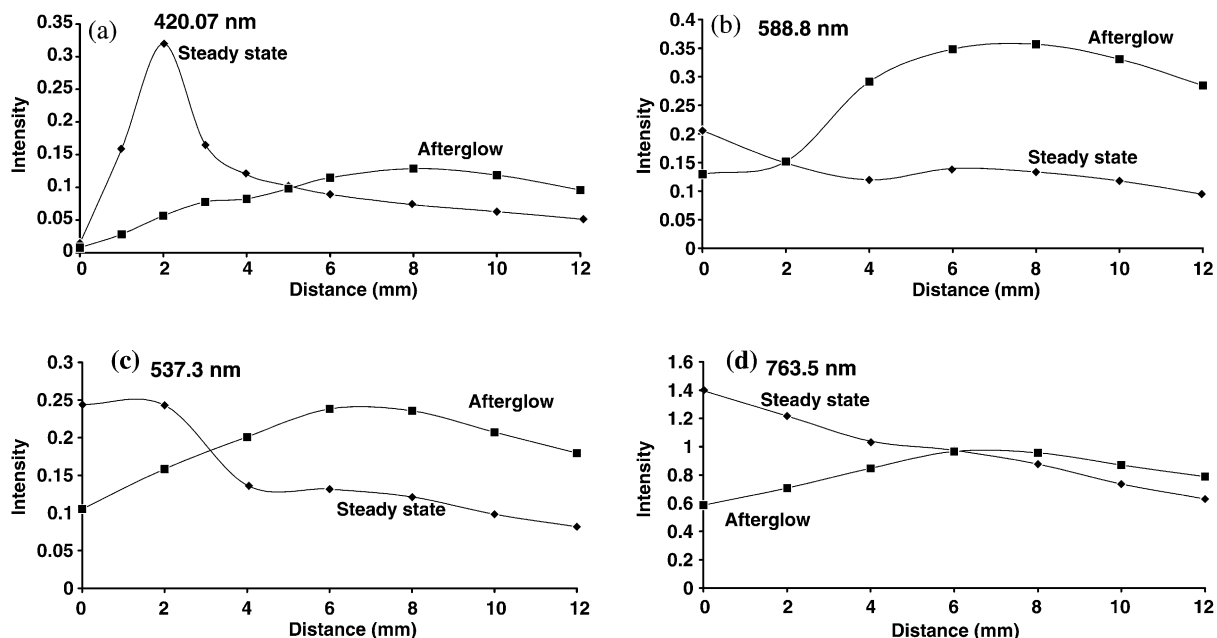 (a)
420.07 nm
Steady state
Afterglow
Intensity
0.35
0.3
0.25
0.2
0.15
0.1
0.05
0
0 2 4 6 8 10 12
Distance (mm)
(b)
588.8 nm
Afterglow
Steady state
Intensity
0.4
0.35
0.3
0.25
0.2
0.15
0.1
0.05
0
0 2 4 6 8 10 12
Distance (mm)
(c)
537.3 nm
Afterglow
Steady state
Intensity
0.3
0.25
0.2
0.15
0.1
0.05
0
0 2 4 6 8 10 12
Distance (mm)
(d)
763.5 nm
Steady state
Afterglow
Intensity
1.6
1.4
1.2
1
0.8
0.6
0.4
0.2
0
0 2 4 6 8 10 12
Distance (mm)